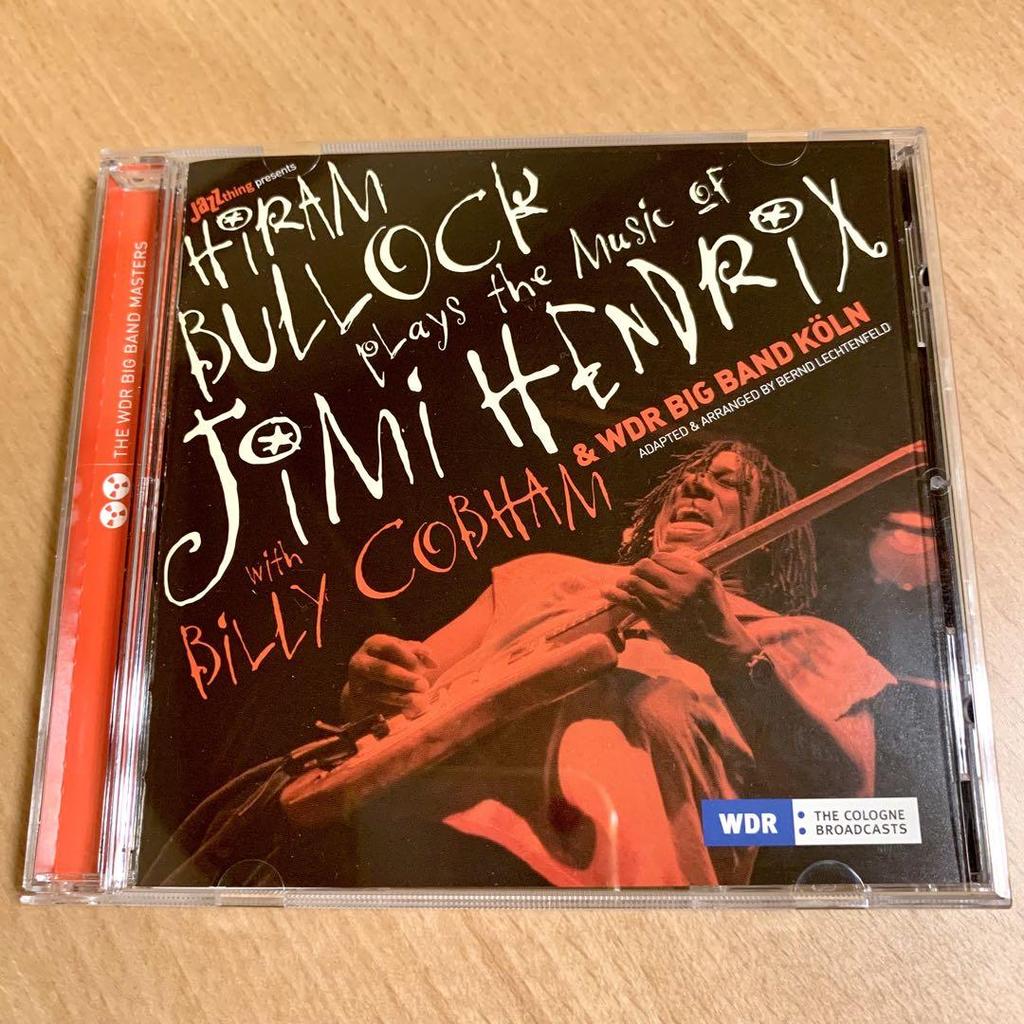 THE WDR BIG BAND MASTERS
JaZZthing presents
HiRAM
BULLOCK
pLays the Music oF
JiMi HENDRiX
with
BiLLY COBHAM
& WDR BIG BAND KÖLN
ADAPTED & ARRANGED BY BERND LECHTENFELD
WDR
THE COLOGNE
BROADCASTS